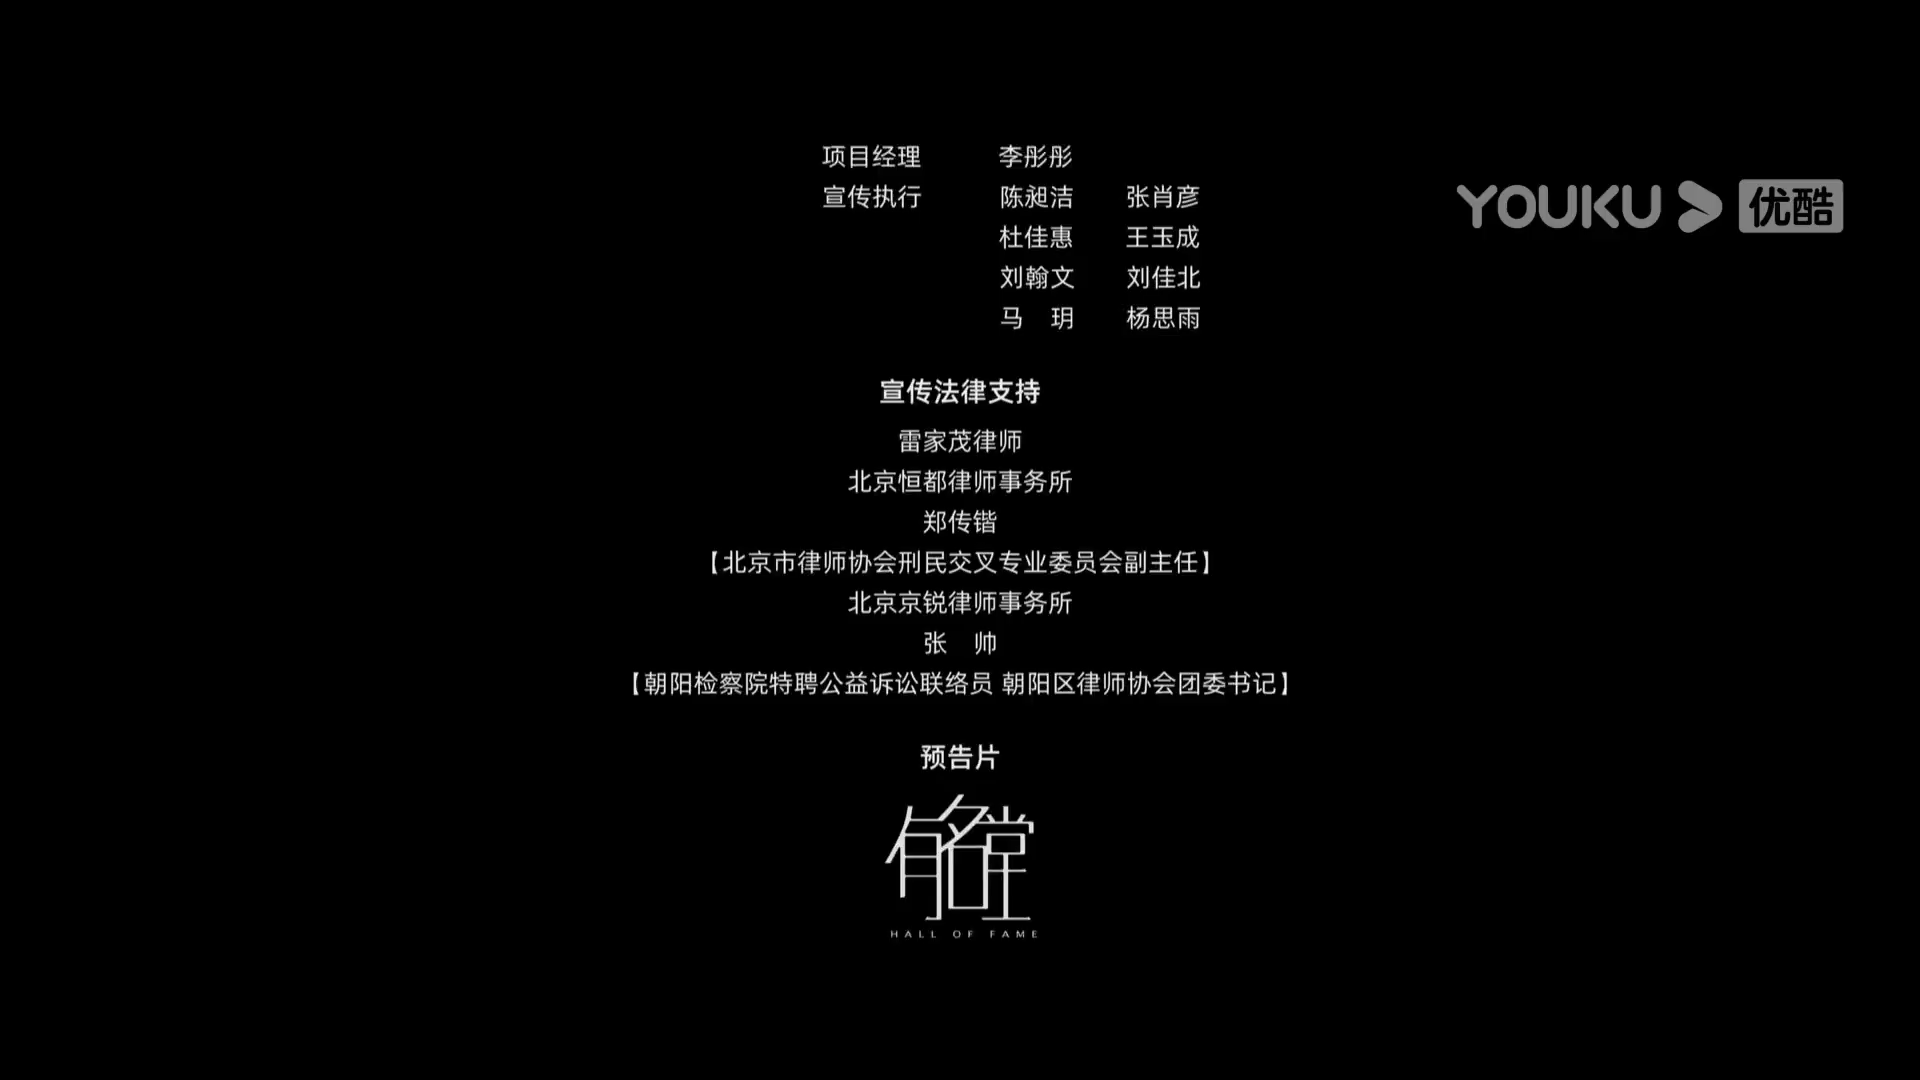 项目经理 李彤彤
宣传执行 陈昶洁 张肖彦
杜佳惠 王玉成
刘翰文 刘佳北
马 玥 杨思雨
YOUKU 优酷
宣传法律支持
雷家茂律师
北京恒都律师事务所
郑传锴
【北京市律师协会刑民交叉专业委员会副主任】
北京京锐律师事务所
张 帅
【朝阳检察院特聘公益诉讼联络员 朝阳区律师协会团委书记】
预告片
有名堂
HALL OF FAME